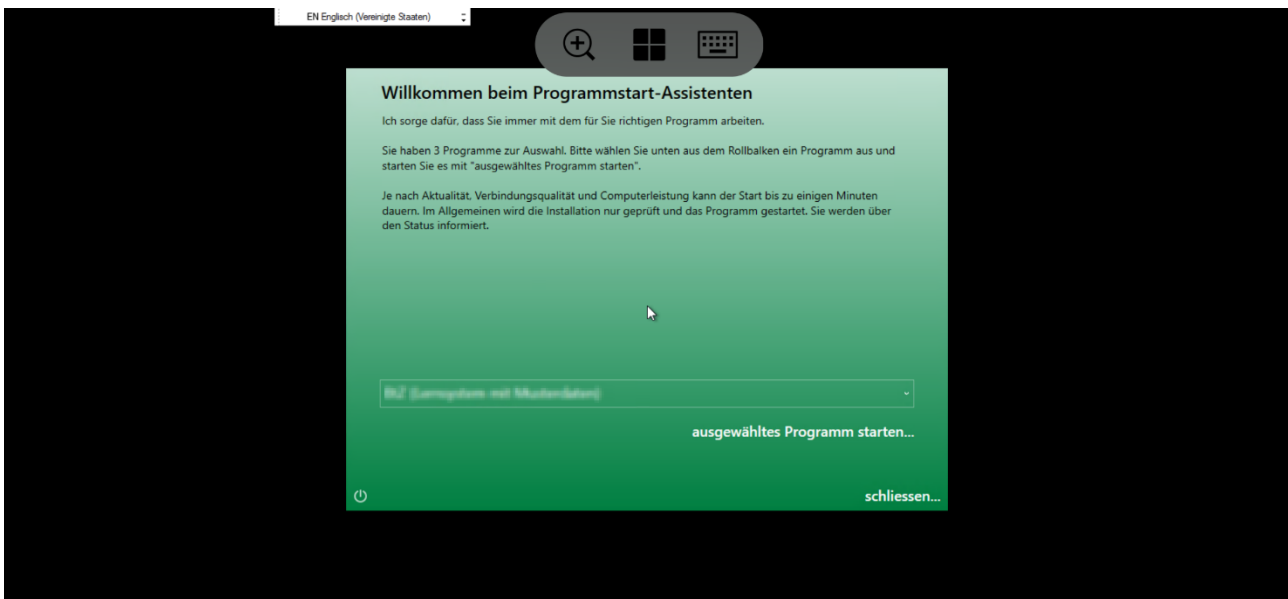 EN Englisch (Vereinigte Staaten)
Willkommen beim Programmstart-Assistenten
Ich sorge dafür, dass Sie immer mit dem für Sie richtigen Programm arbeiten.
Sie haben 3 Programme zur Auswahl. Bitte wählen Sie unten aus dem Rollbalken ein Programm aus und
starten Sie es mit "ausgewähltes Programm starten".
Je nach Aktualität, Verbindungsqualität und Computerleistung kann der Start bis zu einigen Minuten
dauern. Im Allgemeinen wird die Installation nur geprüft und das Programm gestartet. Sie werden über
den Status informiert.
ausgewähltes Programm starten...
schliessen...